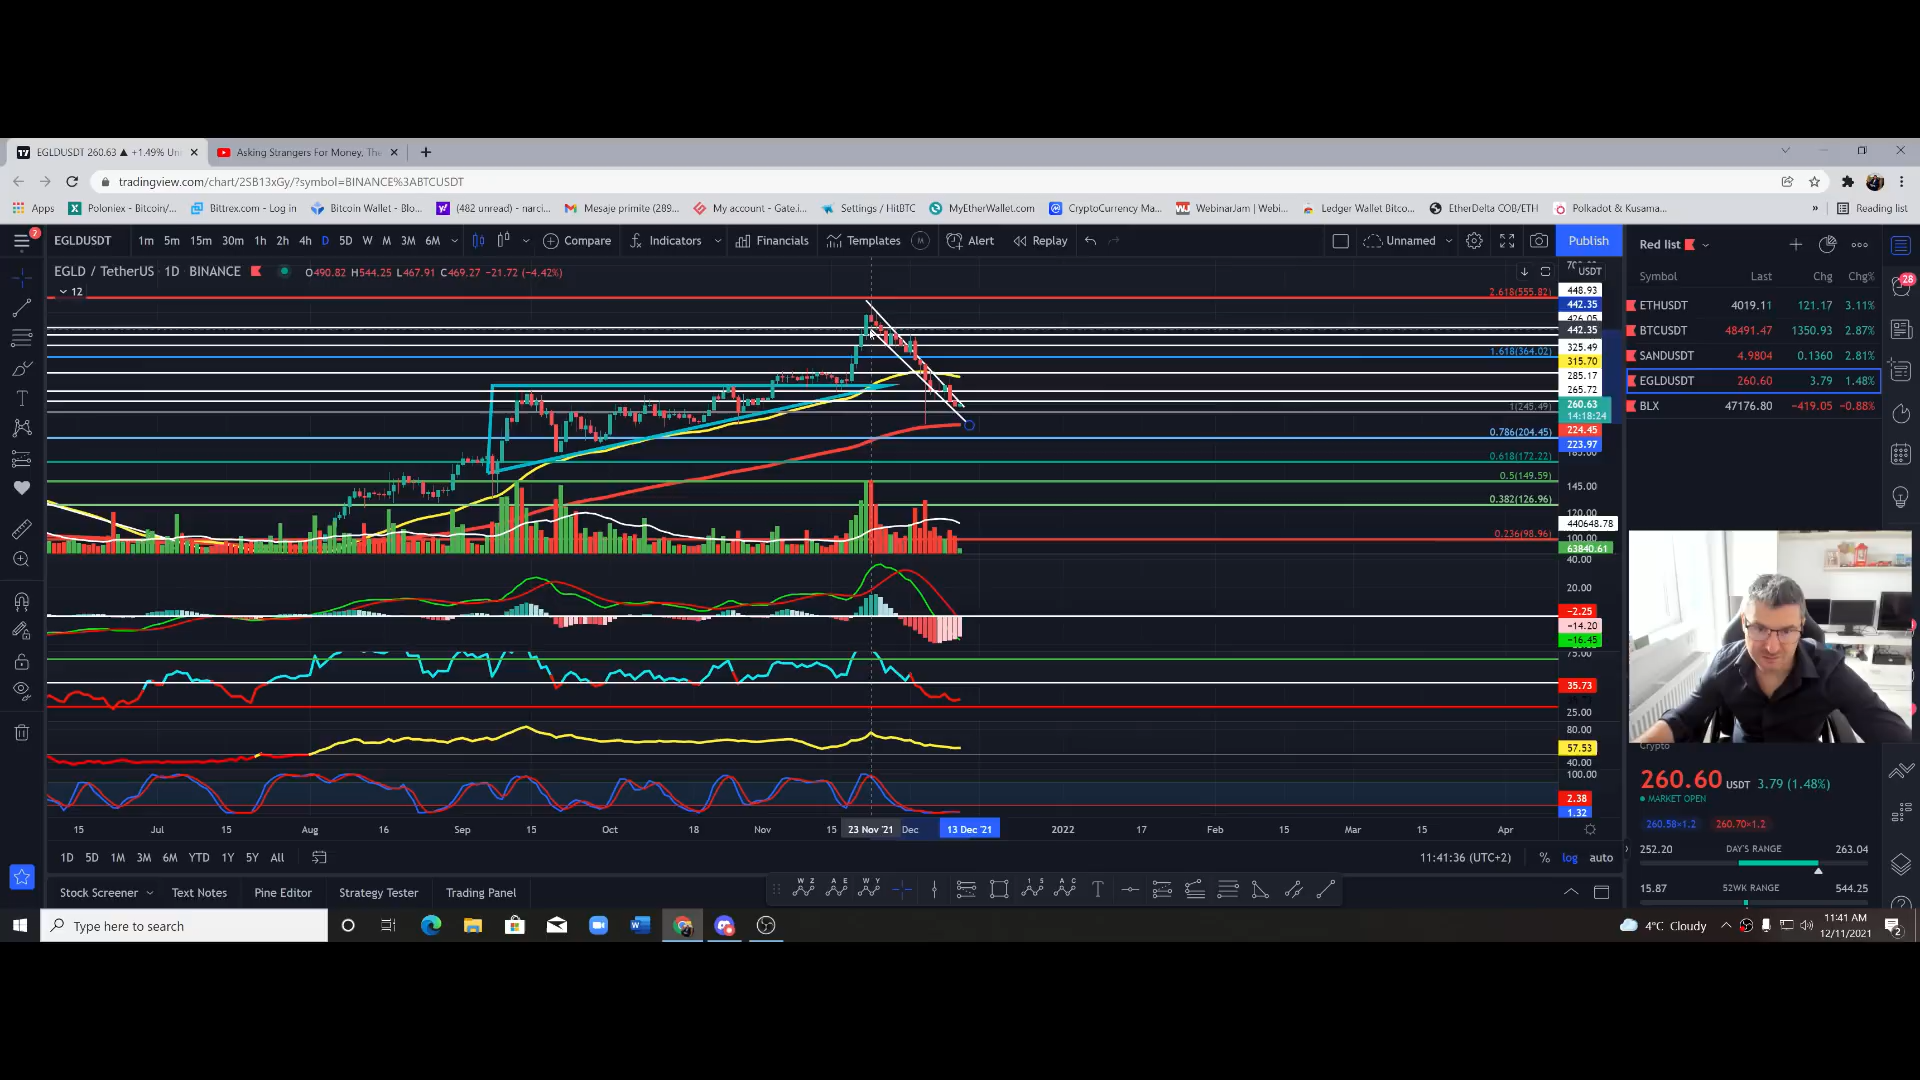 EGLDUSDT 260.63 ▲ +1.49% Un
Asking Strangers For Money, The
tradingview.com/chart/2SB13xGy/?symbol=BINANCE%3ABTCUSDT
Apps Poloniex - Bitcoin/... Bittrex.com - Log in Bitcoin Wallet - Blo... (482 unread) - narci... Mesaje primite (289... My account - Gate.i... Settings / HitBTC MyEtherWallet.com CryptoCurrency Ma... WebinarJam | Webi... Ledger Wallet Bitco... EtherDelta COB/ETH Polkadot & Kusama... » Reading list
7 EGLDUSDT 1m 5m 15m 30m 1h 2h 4h D 5D W M 3M 6M Compare Indicators Financials Templates M Alert Replay Unnamed Publish
EGLD / TetherUS 1D BINANCE O490.82 H544.25 L467.91 C469.27 −21.72 (−4.42%)
12
USDT
2.618(555.82)
448.93
442.35
442.35
325.49
1.618(364.02)
315.70
285.17
265.72
260.63
14:18:24
1(245.49)
224.45
0.786(204.45)
223.97
0.618(172.22)
0.5(149.59)
145.00
0.382(126.96)
120.00
440648.78
0.236(98.96)
100.00
63840.61
40.00
20.00
−2.25
−14.20
−16.45
75.00
35.73
25.00
80.00
57.53
40.00
100.00
2.38
1.32
15 Jul 15 Aug 16 Sep 15 Oct 18 Nov 15 23 Nov '21 Dec 13 Dec '21 2022 17 Feb 15 Mar 15 Apr
1D 5D 1M 3M 6M YTD 1Y 5Y All
11:41:36 (UTC+2) % log auto
Stock Screener Text Notes Pine Editor Strategy Tester Trading Panel
Red list
Symbol Last Chg Chg%
ETHUSDT 4019.11 121.17 3.11%
BTCUSDT 48491.47 1350.93 2.87%
SANDUSDT 4.9804 0.1360 2.81%
EGLDUSDT 260.60 3.79 1.48%
BLX 47176.80 −419.05 −0.88%
28
Crypto
260.60 USDT 3.79 (1.48%)
MARKET OPEN
260.58×1.2 260.70×1.2
252.20 DAY'S RANGE 263.04
15.87 52WK RANGE 544.25
Type here to search
4°C Cloudy
11:41 AM
12/11/2021
2